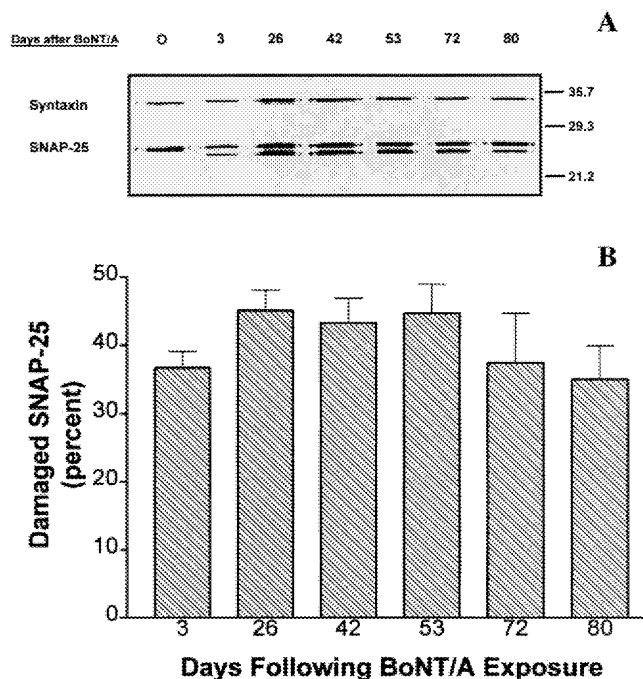 A
Days after BoNT/A O 3 26 42 53 72 80
Syntaxin
SNAP-25
35.7
29.3
21.2
B
50
40
30
20
10
0
Damaged SNAP-25
(percent)
3 26 42 53 72 80
Days Following BoNT/A Exposure